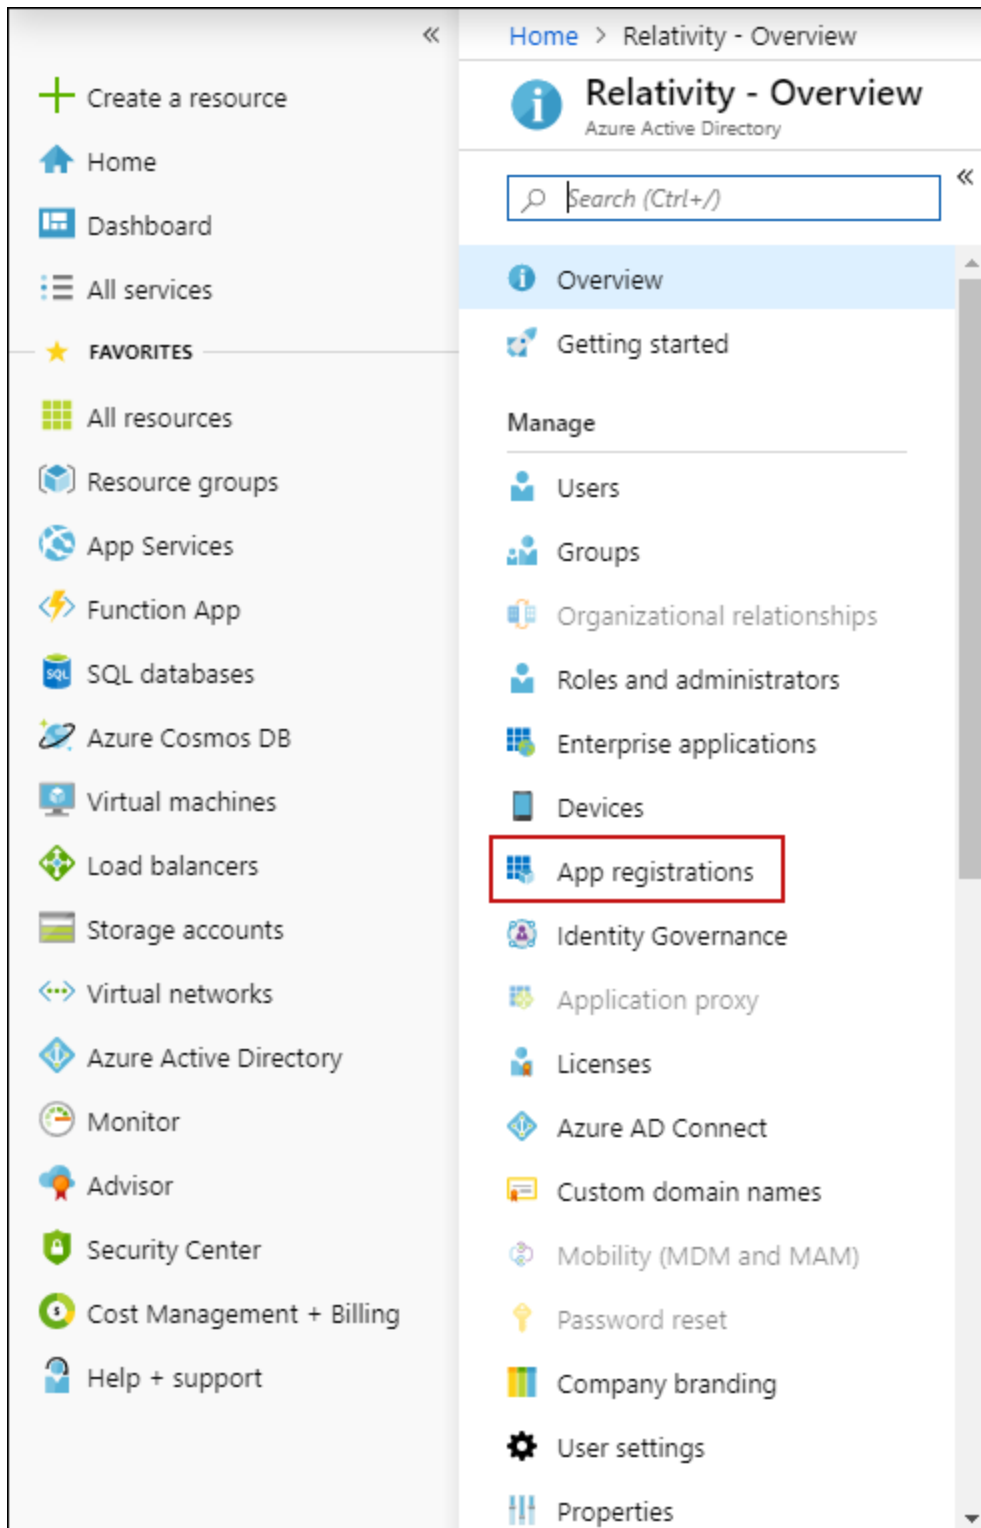 «
Create a resource
Home
Dashboard
All services
FAVORITES
All resources
Resource groups
App Services
Function App
SQL
SQL databases
Azure Cosmos DB
Virtual machines
Load balancers
Storage accounts
Virtual networks
Azure Active Directory
Monitor
Advisor
Security Center
$
Cost Management + Billing
Help + support
Home > Relativity - Overview
i
Relativity - Overview
Azure Active Directory
Search (Ctrl+/)
«
i
Overview
Getting started
Manage
Users
Groups
Organizational relationships
Roles and administrators
Enterprise applications
Devices
App registrations
Identity Governance
Application proxy
Licenses
Azure AD Connect
Custom domain names
Mobility (MDM and MAM)
Password reset
Company branding
User settings
Properties